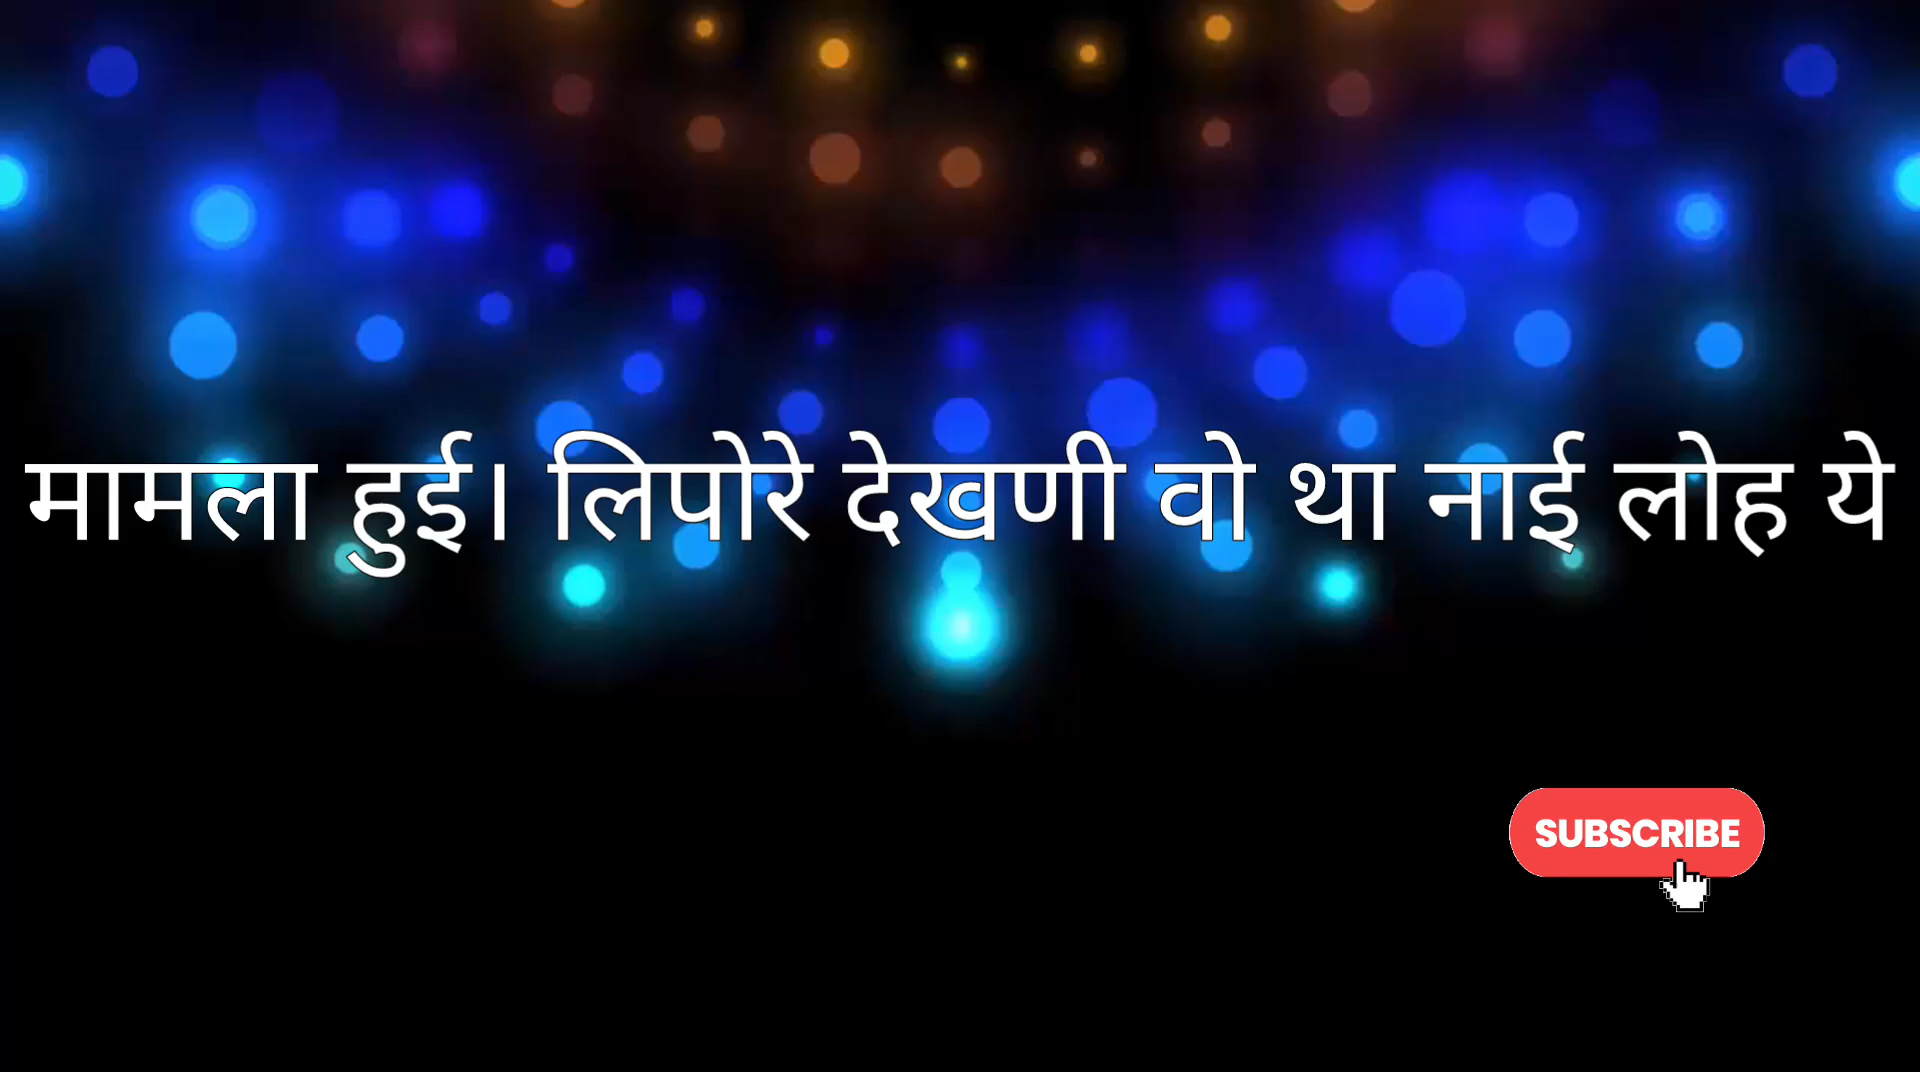 मामला हुई। लिपोरे देखणी वो था नाई लोह ये
SUBSCRIBE